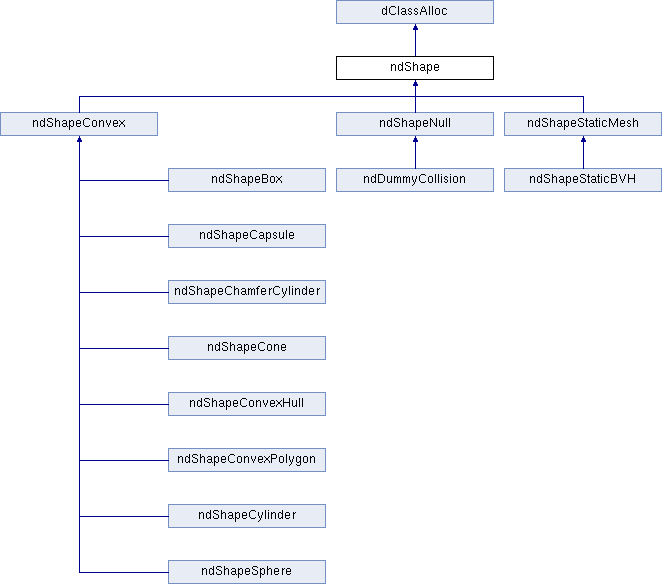 dClassAlloc
ndShape
ndShapeConvex
ndShapeNull
ndShapeStaticMesh
ndShapeBox
ndDummyCollision
ndShapeStaticBVH
ndShapeCapsule
ndShapeChamferCylinder
ndShapeCone
ndShapeConvexHull
ndShapeConvexPolygon
ndShapeCylinder
ndShapeSphere